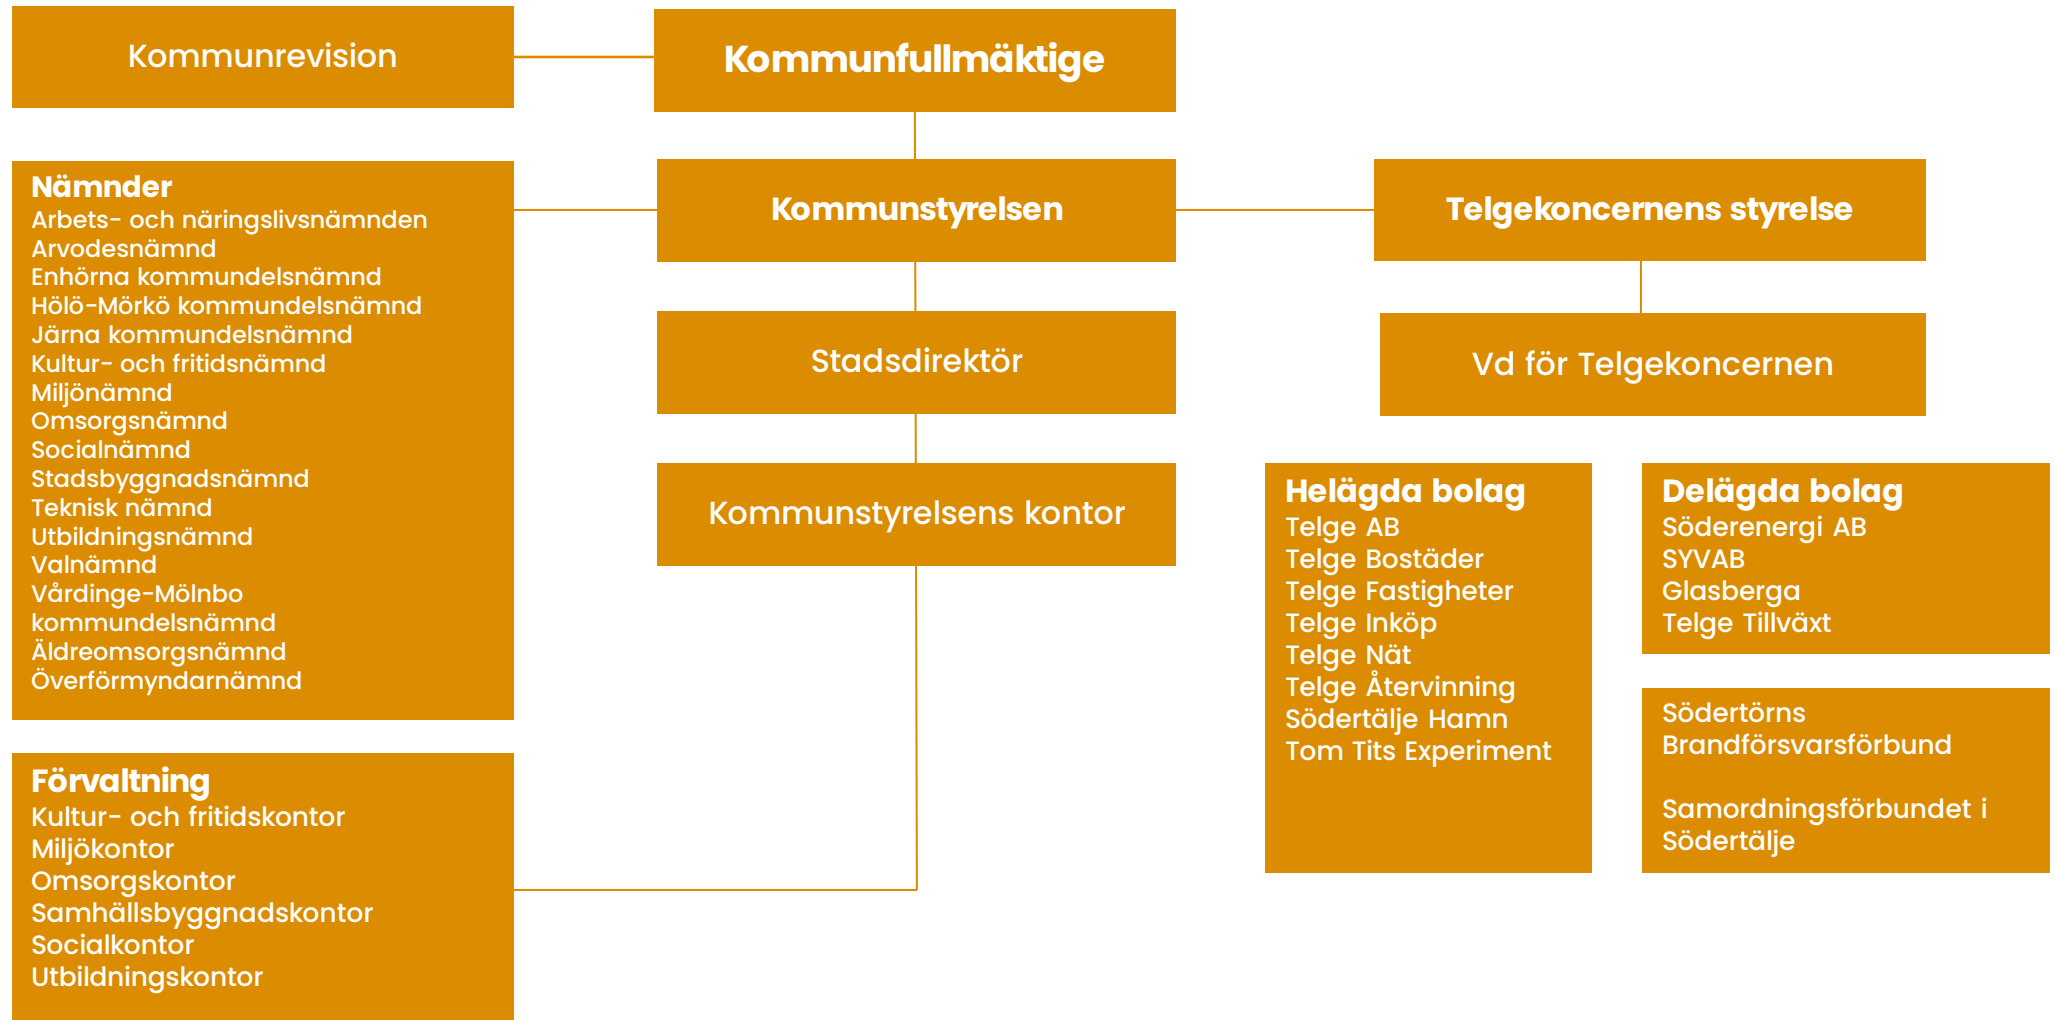 Kommunrevision
Kommunfullmäktige
Nämnder
Arbets- och näringslivsnämnden
Arvodesnämnd
Enhörna kommundelsnämnd
Hölö-Mörkö kommundelsnämnd
Järna kommundelsnämnd
Kultur- och fritidsnämnd
Miljönämnd
Omsorgsnämnd
Socialnämnd
Stadsbyggnadsnämnd
Teknisk nämnd
Utbildningsnämnd
Valnämnd
Vårdinge-Mölnbo
kommundelsnämnd
Äldreomsorgsnämnd
Överförmyndarnämnd
Kommunstyrelsen
Telgekoncernens styrelse
Stadsdirektör
Vd för Telgekoncernen
Kommunstyrelsens kontor
Helägda bolag
Telge AB
Telge Bostäder
Telge Fastigheter
Telge Inköp
Telge Nät
Telge Återvinning
Södertälje Hamn
Tom Tits Experiment
Delägda bolag
Söderenergi AB
SYVAB
Glasberga
Telge Tillväxt
Södertörns
Brandförsvarsförbund
Samordningsförbundet i
Södertälje
Förvaltning
Kultur- och fritidskontor
Miljökontor
Omsorgskontor
Samhällsbyggnadskontor
Socialkontor
Utbildningskontor